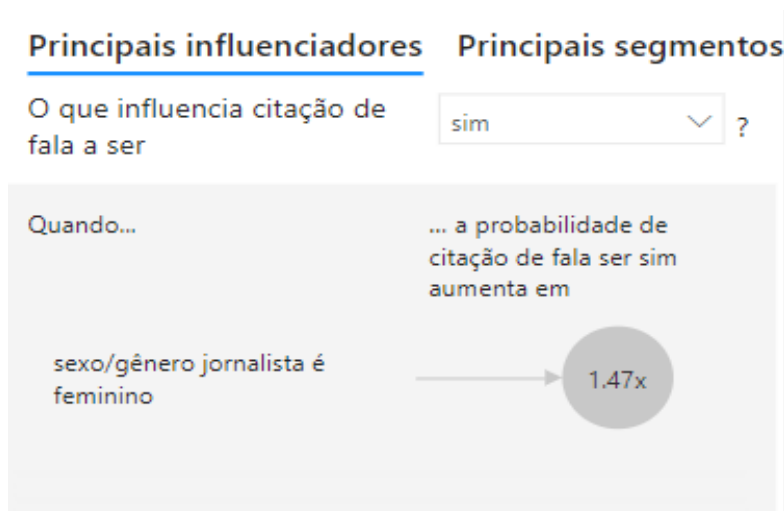 Principais influenciadores Principais segmentos
O que influencia citação de
fala a ser
sim
?
Quando...
... a probabilidade de
citação de fala ser sim
aumenta em
sexo/gênero jornalista é
feminino
1.47x